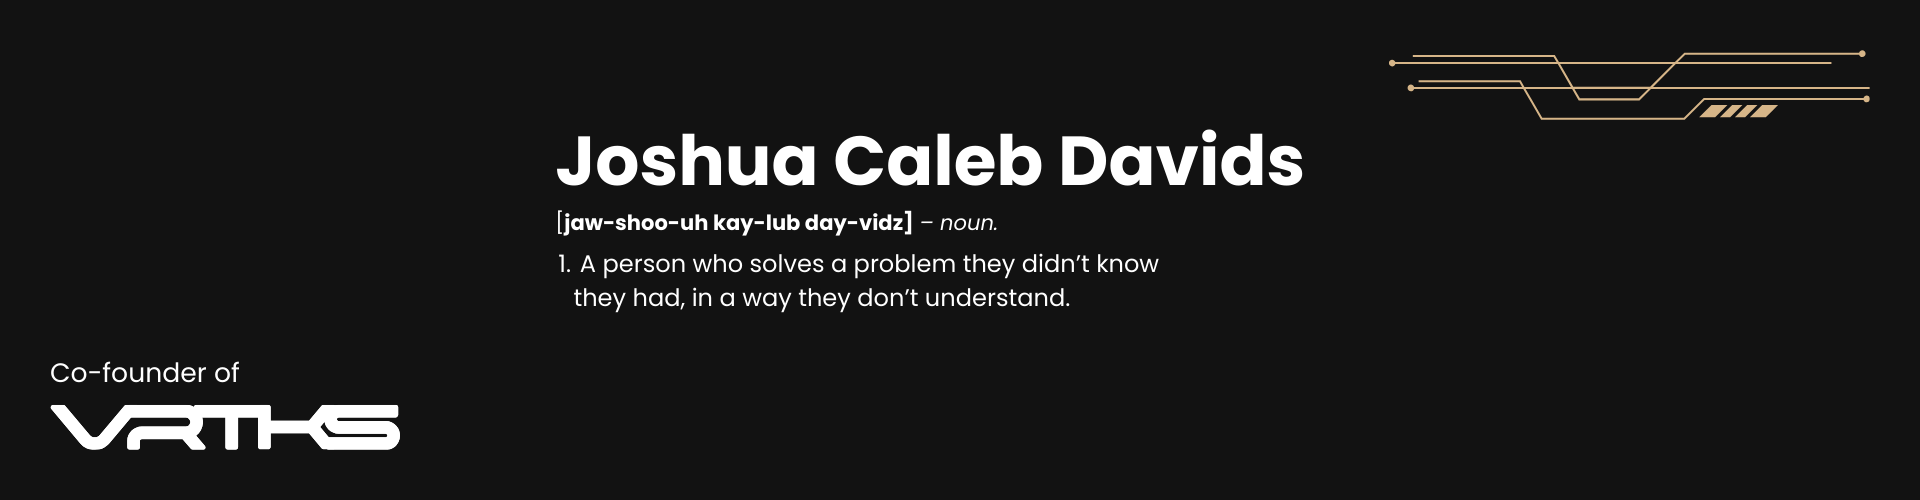 Joshua Caleb Davids
[jaw-shoo-uh kay-lub day-vidz] – noun.
1. A person who solves a problem they didn’t know
they had, in a way they don’t understand.
Co-founder of
VRTKS